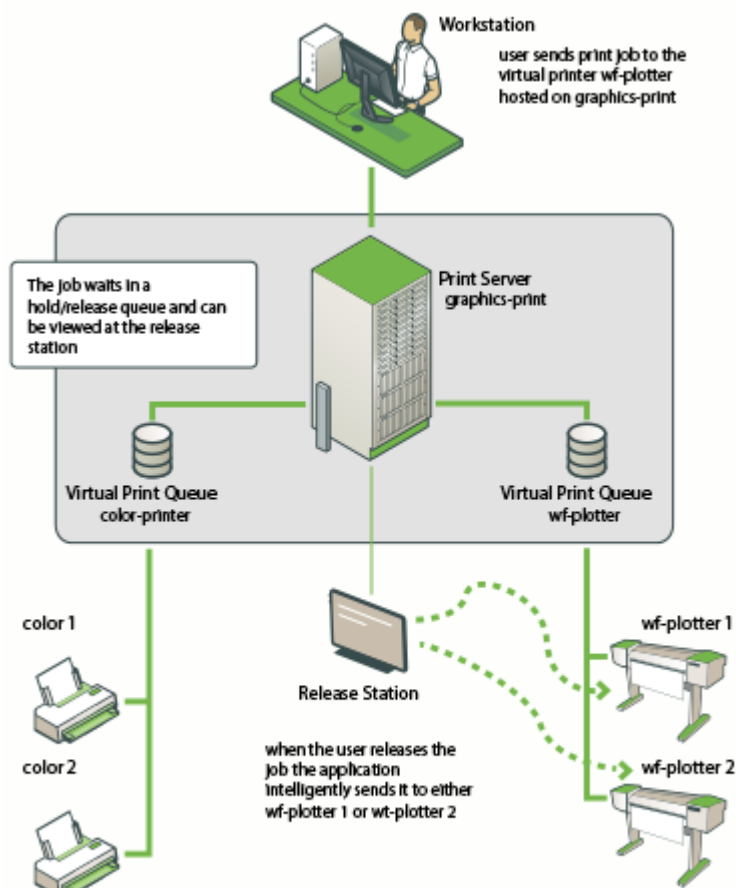 Workstation
user sends print job to the
virtual printer wf-plotter
hosted on graphics-print
The job waits in a
hold/release queue and can
be viewed at the release
station
Print Server
graphics-print
Virtual Print Queue
color-printer
Virtual Print Queue
wf-plotter
color 1
wf-plotter 1
Release Station
color 2
when the user releases the
job the application
intelligently sends it to either
wf-plotter 1 or wt-plotter 2
wf-plotter 2